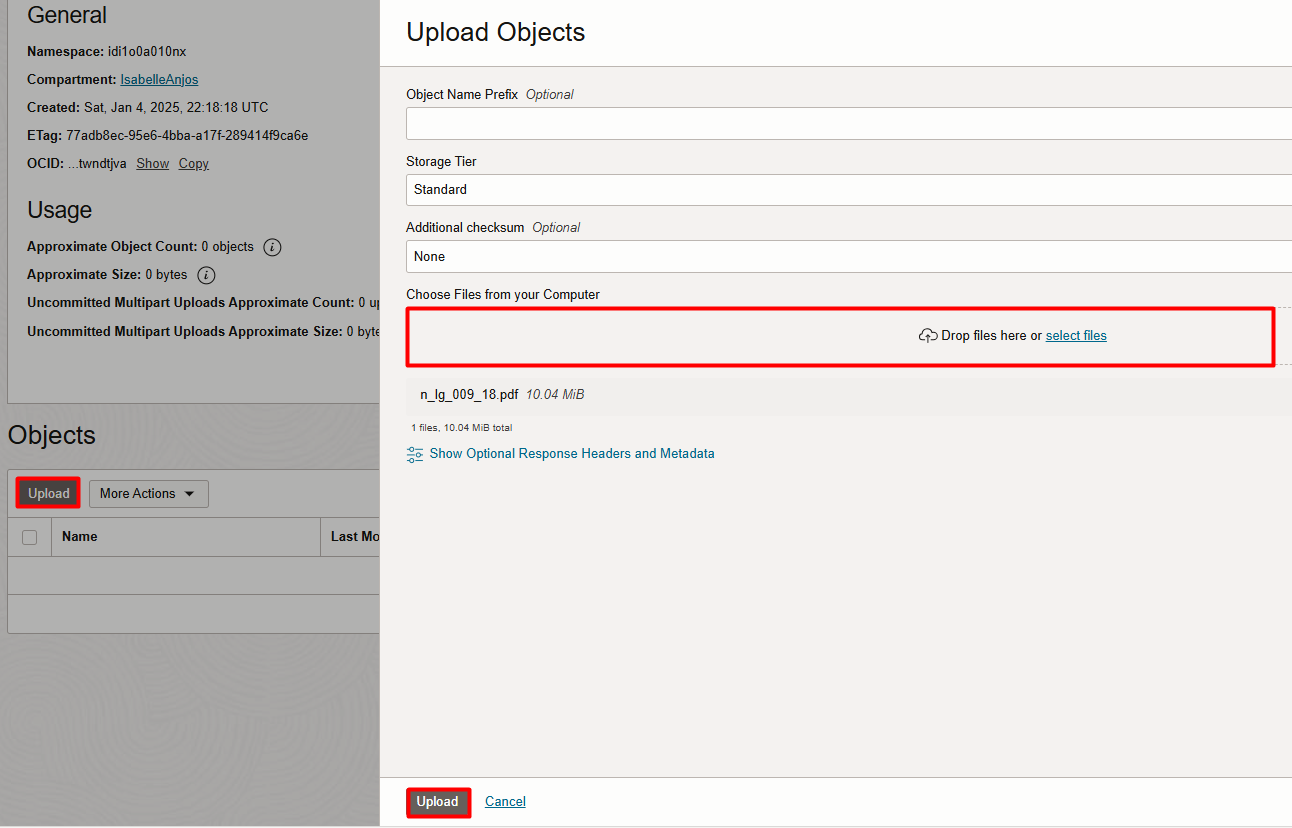 General
Namespace: idi1o0a010nx
Compartment: IsabelleAnjos
Created: Sat, Jan 4, 2025, 22:18:18 UTC
ETag: 77adb8ec-95e6-4bba-a17f-289414f9ca6e
OCID: ...twndtjva Show Copy
Usage
Approximate Object Count: 0 objects
Approximate Size: 0 bytes
Uncommitted Multipart Uploads Approximate Count: 0 up
Uncommitted Multipart Uploads Approximate Size: 0 byte
Objects
Upload More Actions
Name Last Mo
Upload Objects
Object Name Prefix Optional
Storage Tier
Standard
Additional checksum Optional
None
Choose Files from your Computer
Drop files here or select files
n_lg_009_18.pdf 10.04 MiB
1 files, 10.04 MiB total
Show Optional Response Headers and Metadata
Upload Cancel